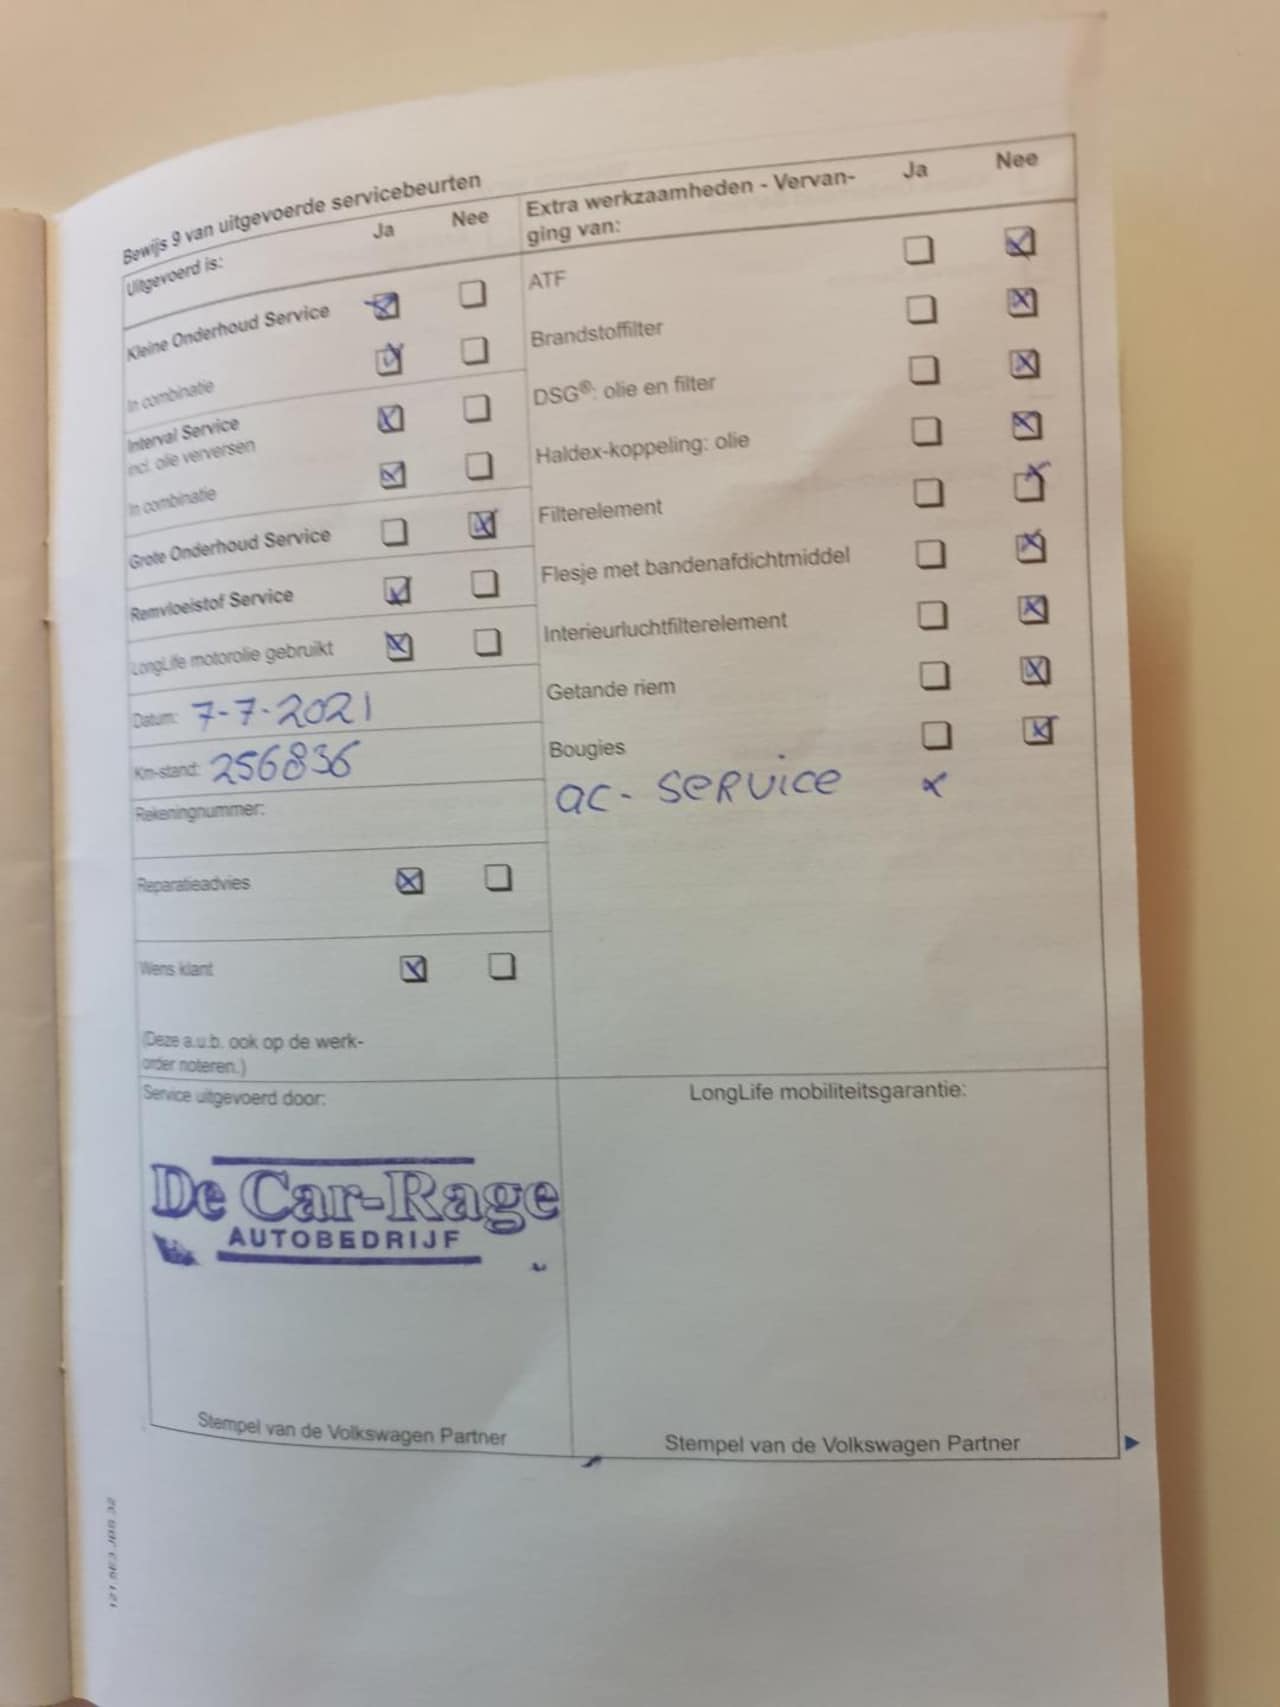 Bewijs 9 van uitgevoerde servicebeurten
Uitgevoerd is:
Ja
Nee
Kleine Onderhoud Service
In combinatie
Interval Service
incl. olie verversen
In combinatie
Grote Onderhoud Service
Remvloeistof Service
LongLife motorolie gebruikt
Datum: 7-7-2021
Km-stand: 256836
Rekeningnummer:
Reparatieadvies
Wens klant
(Deze a.u.b. ook op de werk-
order noteren.)
Extra werkzaamheden - Vervan-
ging van:
Ja
Nee
ATF
Brandstoffilter
DSG®: olie en filter
Haldex-koppeling: olie
Filterelement
Flesje met bandenafdichtmiddel
Interieurluchtfilterelement
Getande riem
Bougies
ac- service x
Service uitgevoerd door:
De Car-Rage
AUTOBEDRIJF
Stempel van de Volkswagen Partner
LongLife mobiliteitsgarantie:
Stempel van de Volkswagen Partner